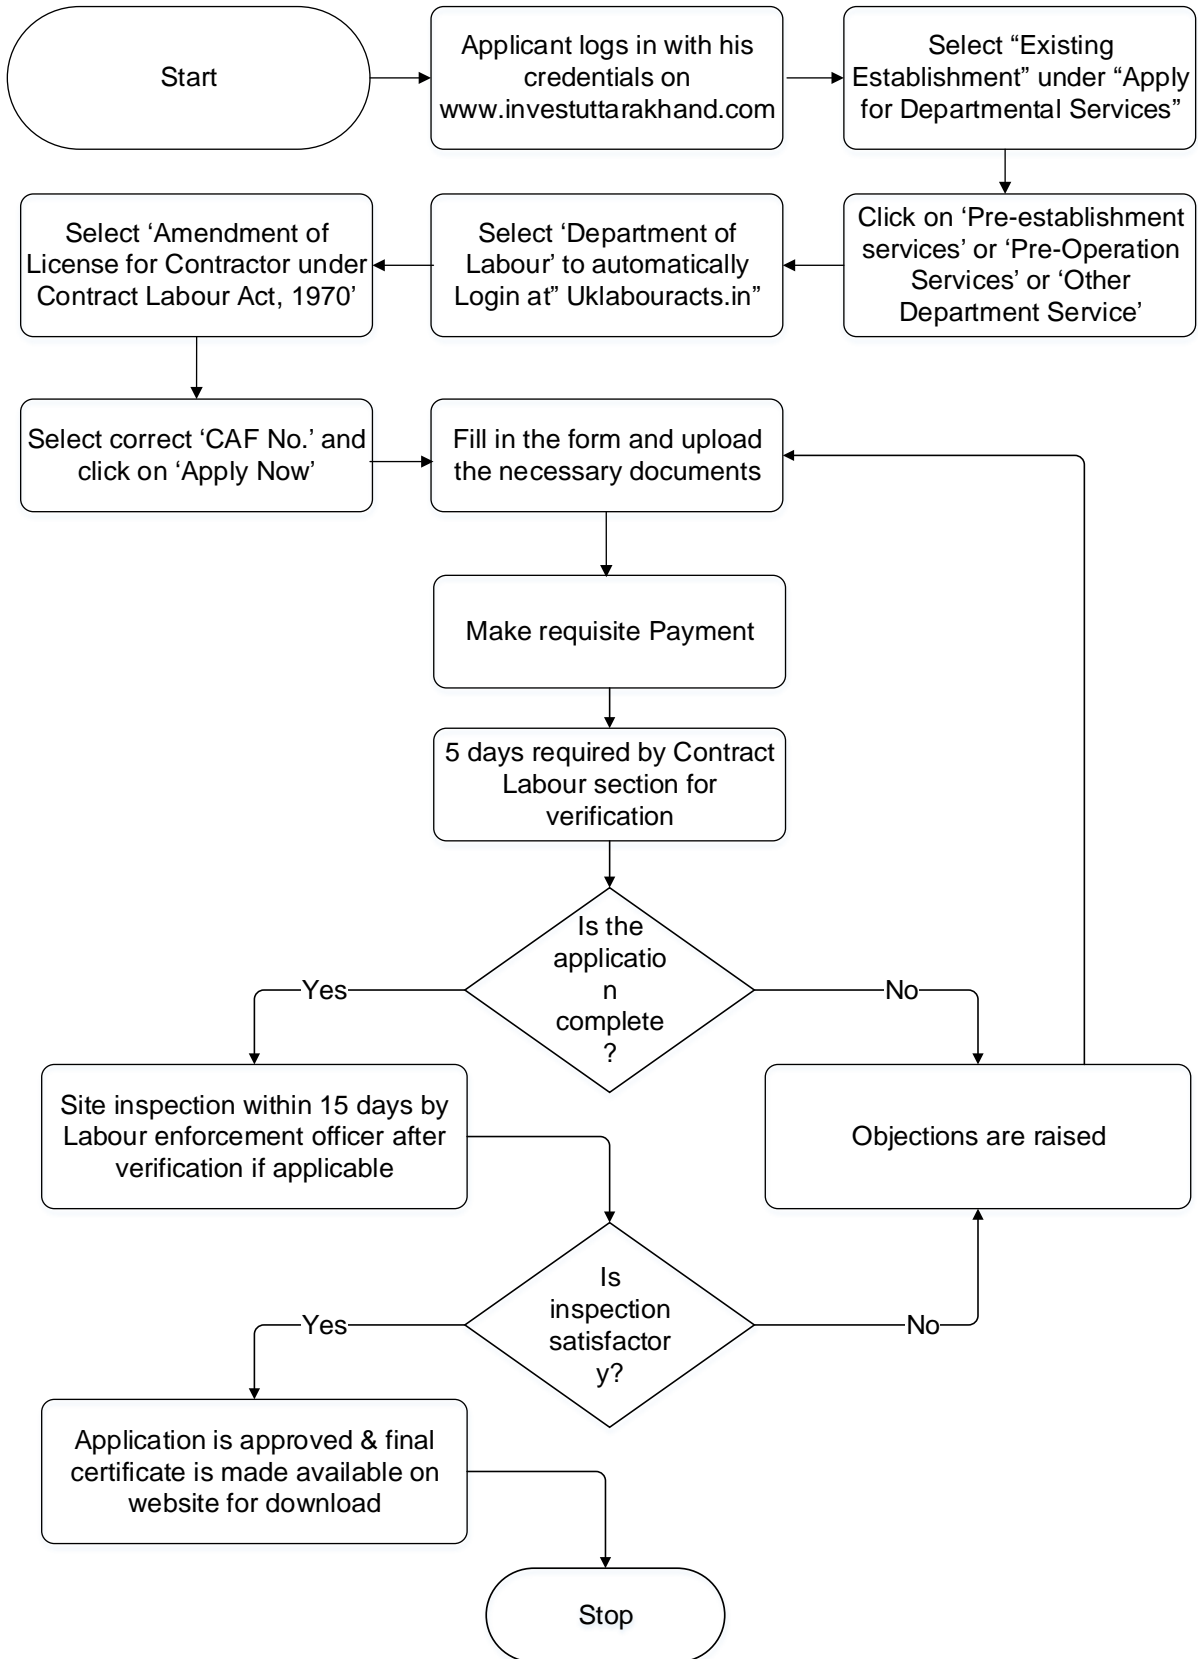 Start
Applicant logs in with his
credentials on
www.investuttarakhand.com
Select “Existing
Establishment” under “Apply
for Departmental Services”
Click on ‘Pre-establishment
services’ or ‘Pre-Operation
Services’ or ‘Other
Department Service’
Select ‘Department of
Labour’ to automatically
Login at” Uklabouracts.in”
Select ‘Amendment of
License for Contractor under
Contract Labour Act, 1970’
Select correct ‘CAF No.’ and
click on ‘Apply Now’
Fill in the form and upload
the necessary documents
Make requisite Payment
5 days required by Contract
Labour section for
verification
Is the
applicatio
n
complete
?
Yes
No
Site inspection within 15 days by
Labour enforcement officer after
verification if applicable
Objections are raised
Is
inspection
satisfactor
y?
Yes
No
Application is approved & final
certificate is made available on
website for download
Stop